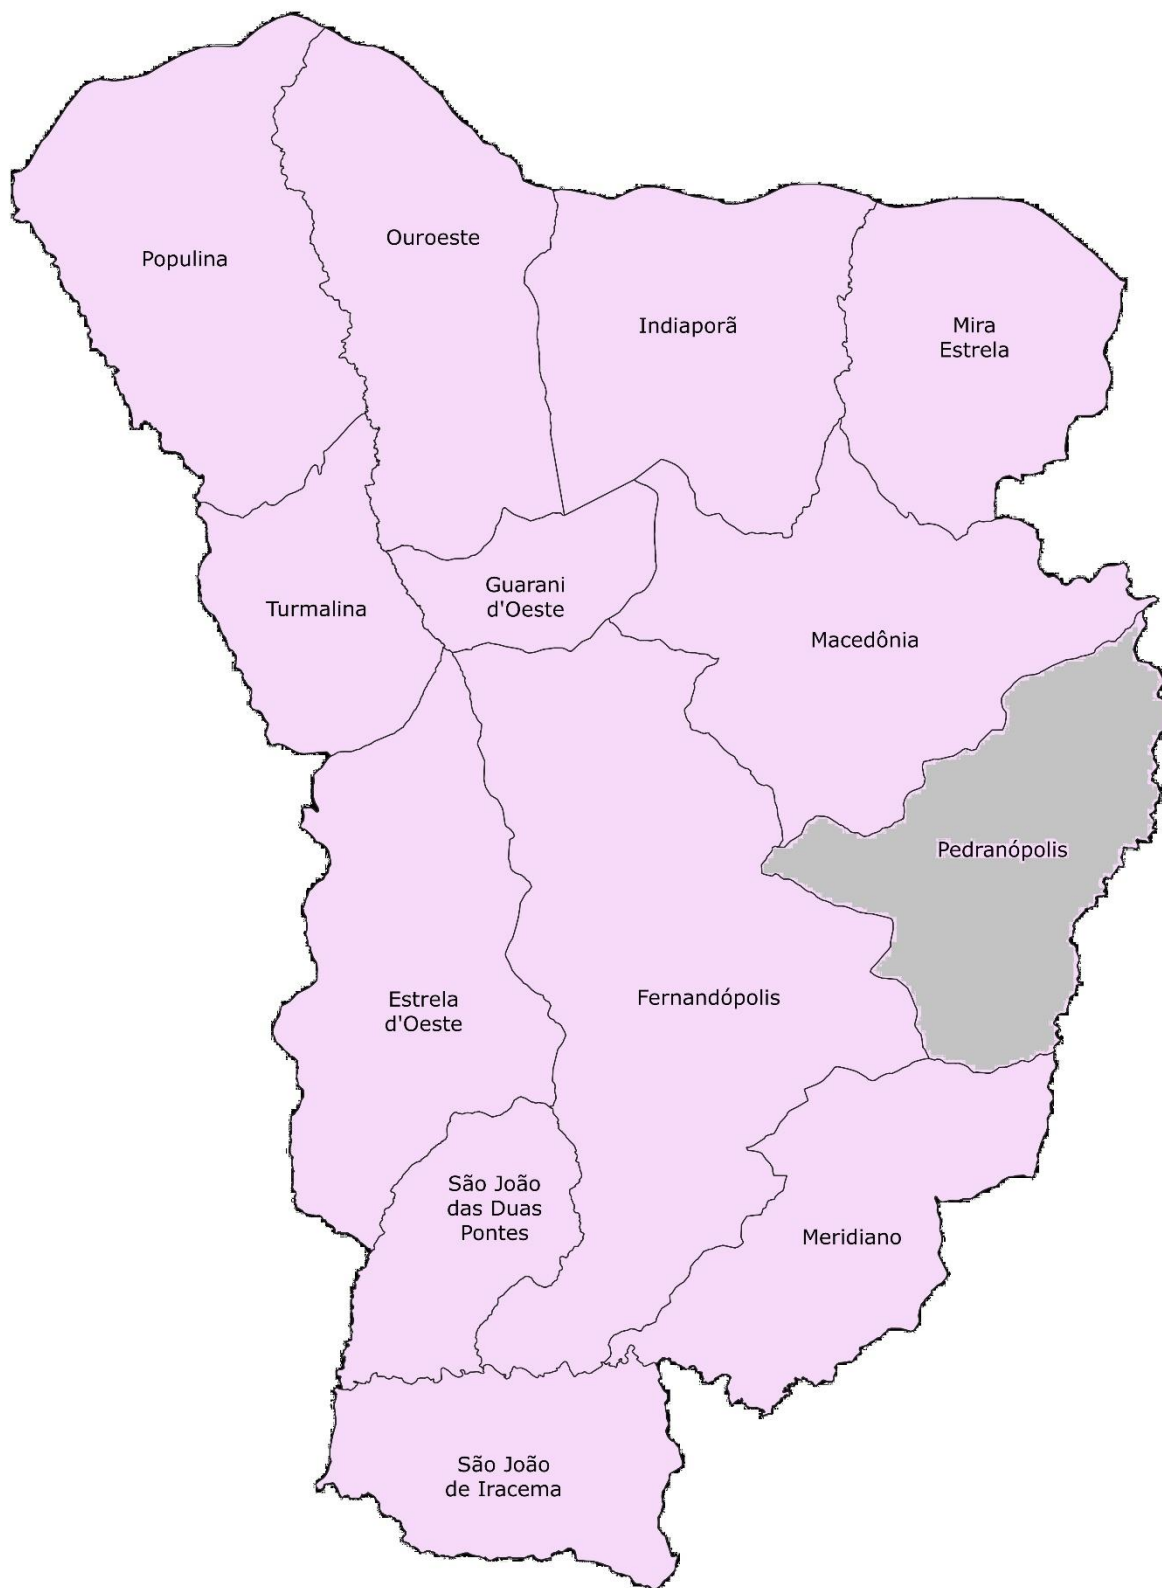 Populina
Ouroeste
Indiaporã
Mira
Estrela
Turmalina
Guarani
d'Oeste
Macedônia
Pedranópolis
Estrela
d'Oeste
Fernandópolis
São João
das Duas
Pontes
Meridiano
São João
de Iracema